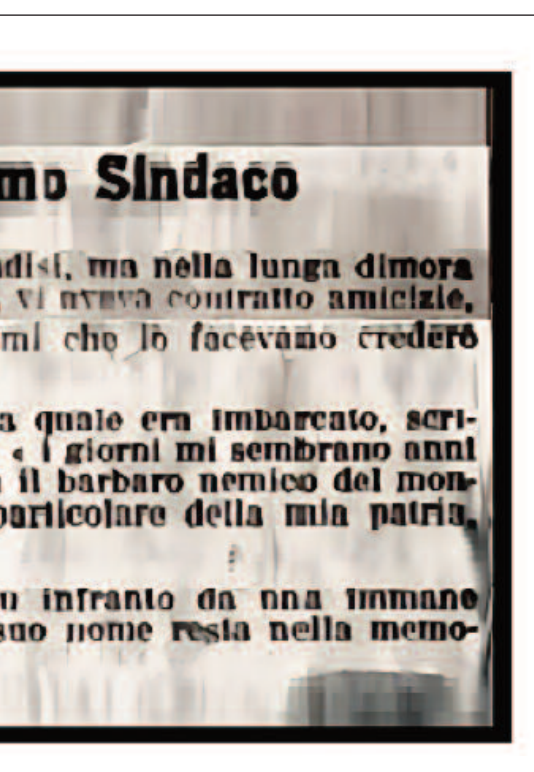 mo Sindaco
disi, ma nella lunga dimora
vi aveva contratto amicizie,
mi che lo facevano credere
a quale era imbarcato, scri-
« I giorni mi sembrano anni
il barbaro nemico del mon-
particolare della mia patria,
u infranto da una immane
suo nome resta nella memo-